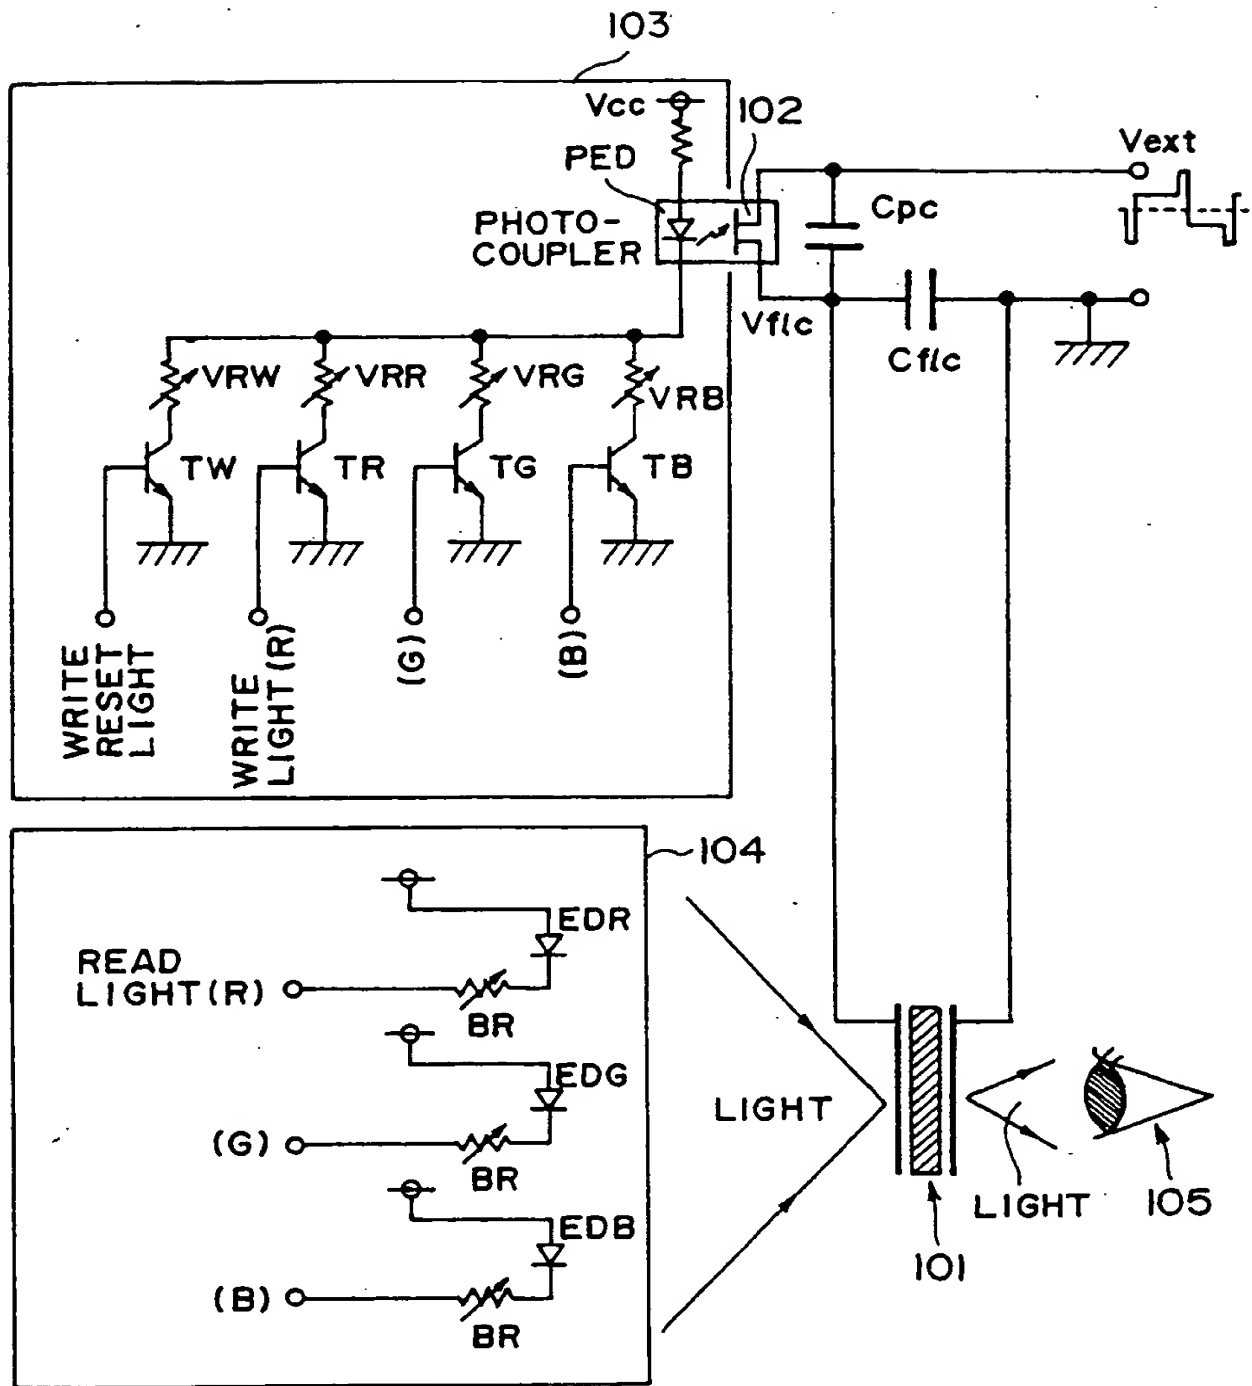 103
Vcc
102
PED
Vext
PHOTO-
COUPLER
Cpc
Vflc
Cflc
VRW
VRR
VRG
VRB
TW
TR
TG
TB
WRITE
RESET
LIGHT
WRITE
LIGHT(R)
(G)
(B)
104
EDR
READ
LIGHT(R)
BR
EDG
(G)
BR
EDB
(B)
BR
LIGHT
LIGHT
101
105